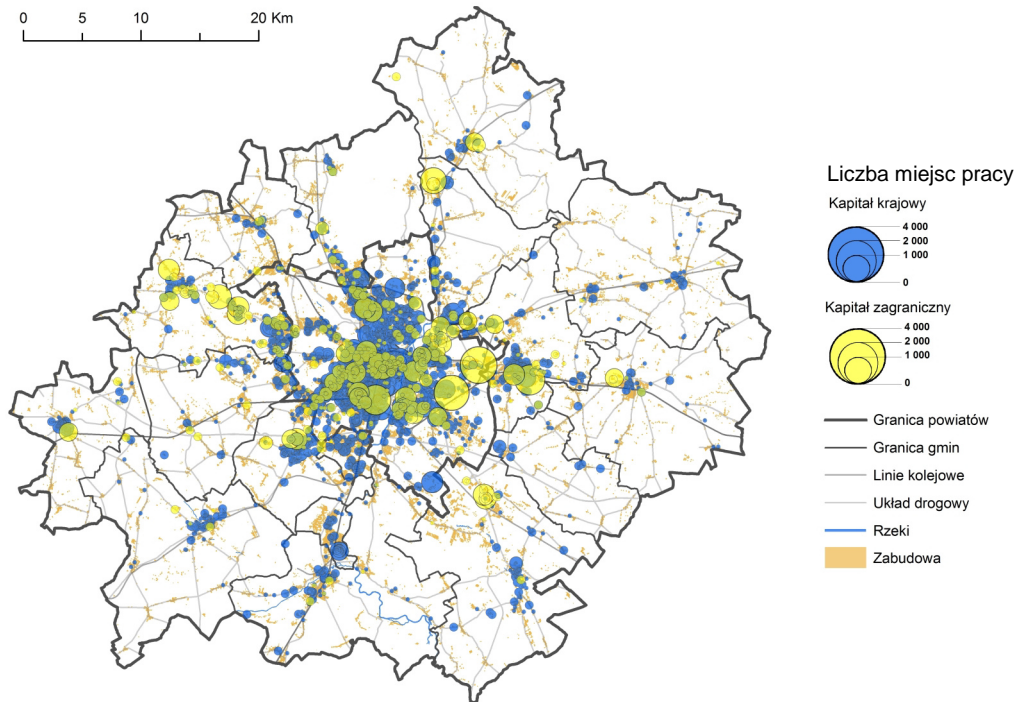 0 5 10 20 Km
Liczba miejsc pracy
Kapitał krajowy
4 000
2 000
1 000
0
Kapitał zagraniczny
4 000
2 000
1 000
0
Granica powiatów
Granica gmin
Linie kolejowe
Układ drogowy
Rzeki
Zabudowa